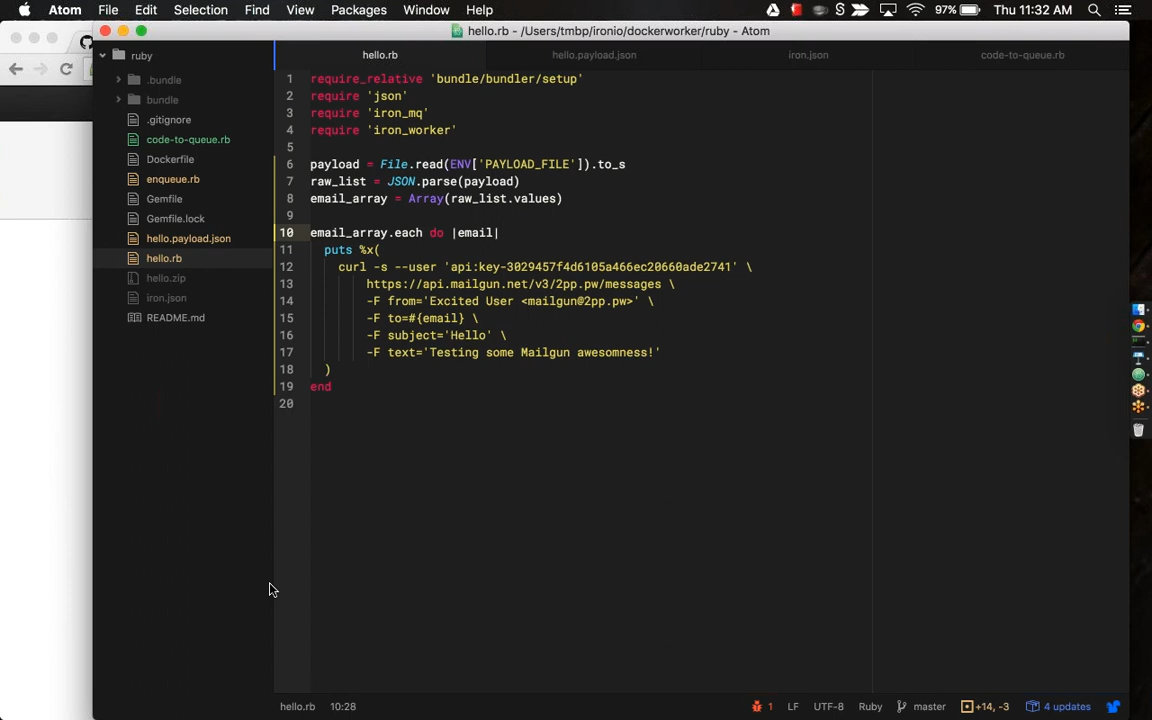 Atom File Edit Selection Find View Packages Window Help 97% Thu 11:32 AM
hello.rb - /Users/tmbp/ironio/dockerworker/ruby - Atom
ruby
.bundle
bundle
.gitignore
code-to-queue.rb
Dockerfile
enqueue.rb
Gemfile
Gemfile.lock
hello.payload.json
hello.rb
hello.zip
iron.json
README.md
hello.rb hello.payload.json iron.json code-to-queue.rb
1 require_relative 'bundle/bundler/setup'
2 require 'json'
3 require 'iron_mq'
4 require 'iron_worker'
5
6 payload = File.read(ENV['PAYLOAD_FILE']).to_s
7 raw_list = JSON.parse(payload)
8 email_array = Array(raw_list.values)
9
10 email_array.each do |email|
11 puts %x(
12 curl -s --user 'api:key-3029457f4d6105a466ec20660ade2741' \
13 https://api.mailgun.net/v3/2pp.pw/messages \
14 -F from='Excited User <mailgun@2pp.pw>' \
15 -F to=#{email} \
16 -F subject='Hello' \
17 -F text='Testing some Mailgun awesomness!'
18 )
19 end
20
hello.rb 10:28 1 LF UTF-8 Ruby master +14, -3 4 updates